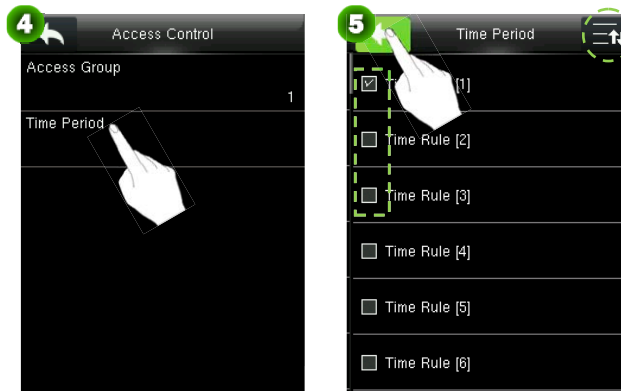 4
Access Control
Access Group
1
Time Period
5
Time Period
[1]
Time Rule [2]
Time Rule [3]
Time Rule [4]
Time Rule [5]
Time Rule [6]